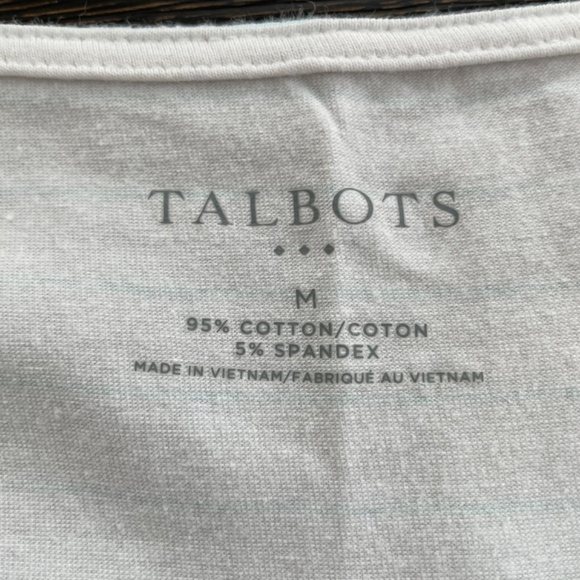 TALBOTS
M
95% COTTON/COTON
5% SPANDEX
MADE IN VIETNAM/FABRIQUÉ AU VIETNAM